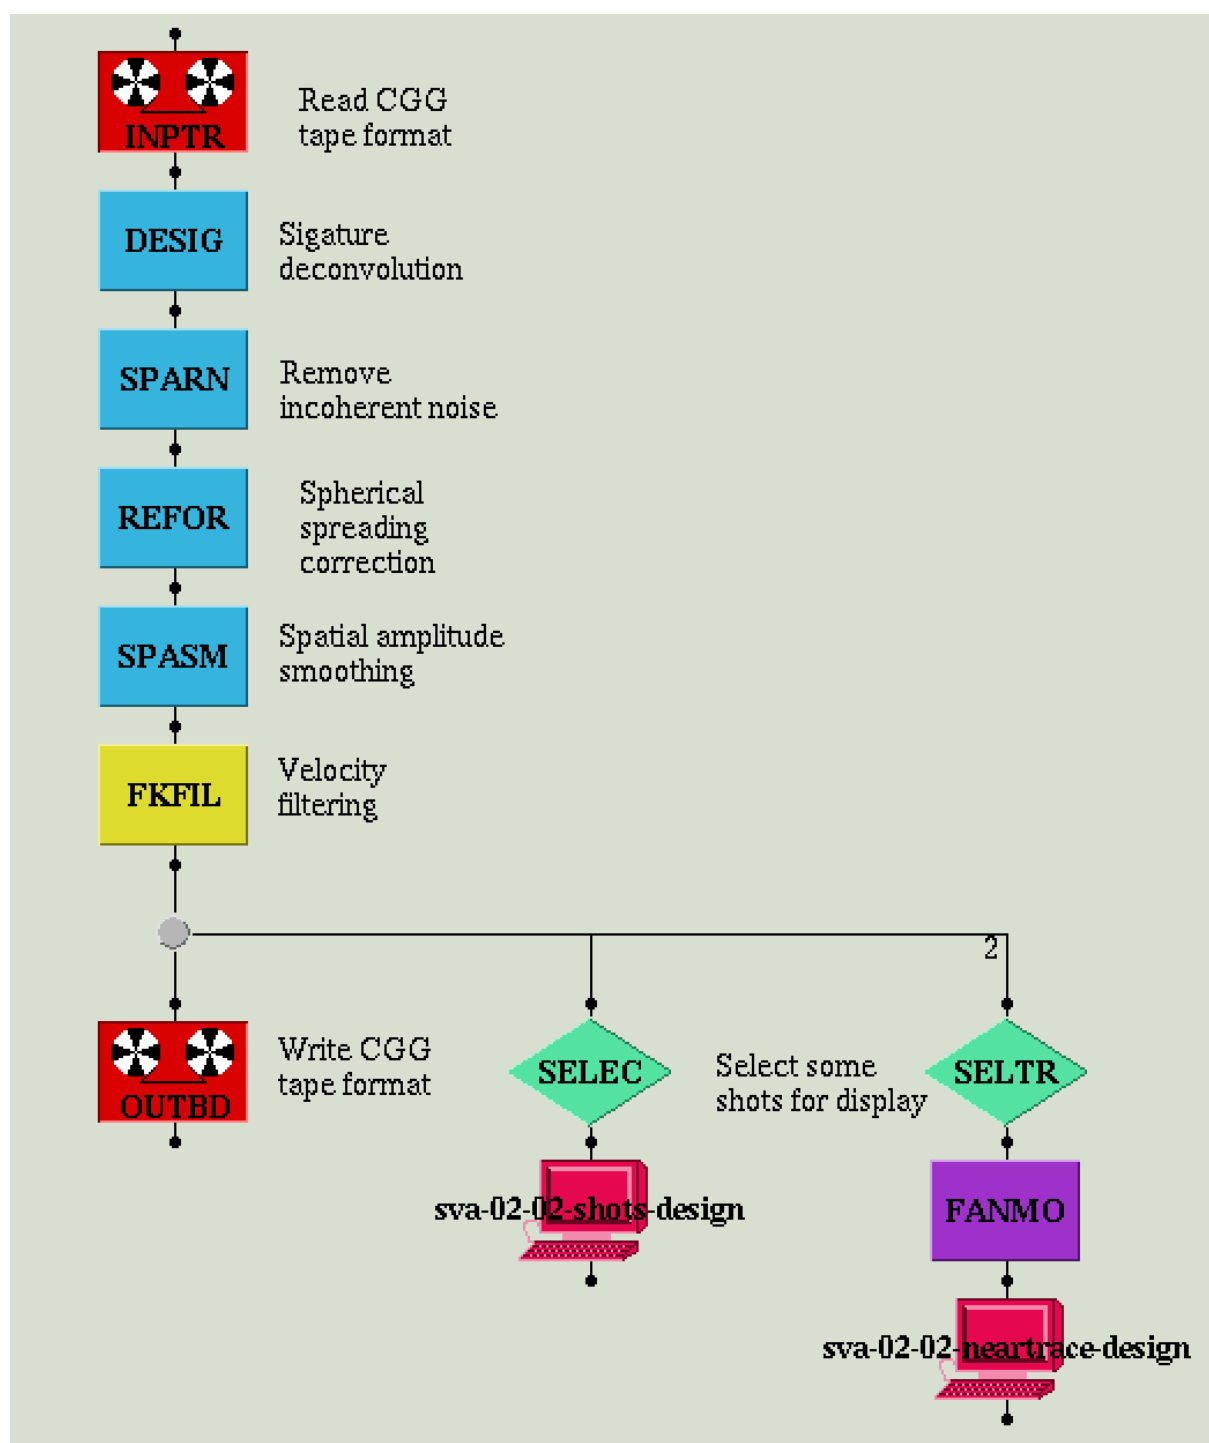 INPTR
Read CGG
tape format
DESIG
Sigature
deconvolution
SPARN
Remove
incoherent noise
REFOR
Spherical
spreading
correction
SPASM
Spatial amplitude
smoothing
FKFIL
Velocity
filtering
2
OUTBD
Write CGG
tape format
SELEC
Select some
shots for display
SELTR
sva-02-02-shots-design
FANMO
sva-02-02-neartrace-design